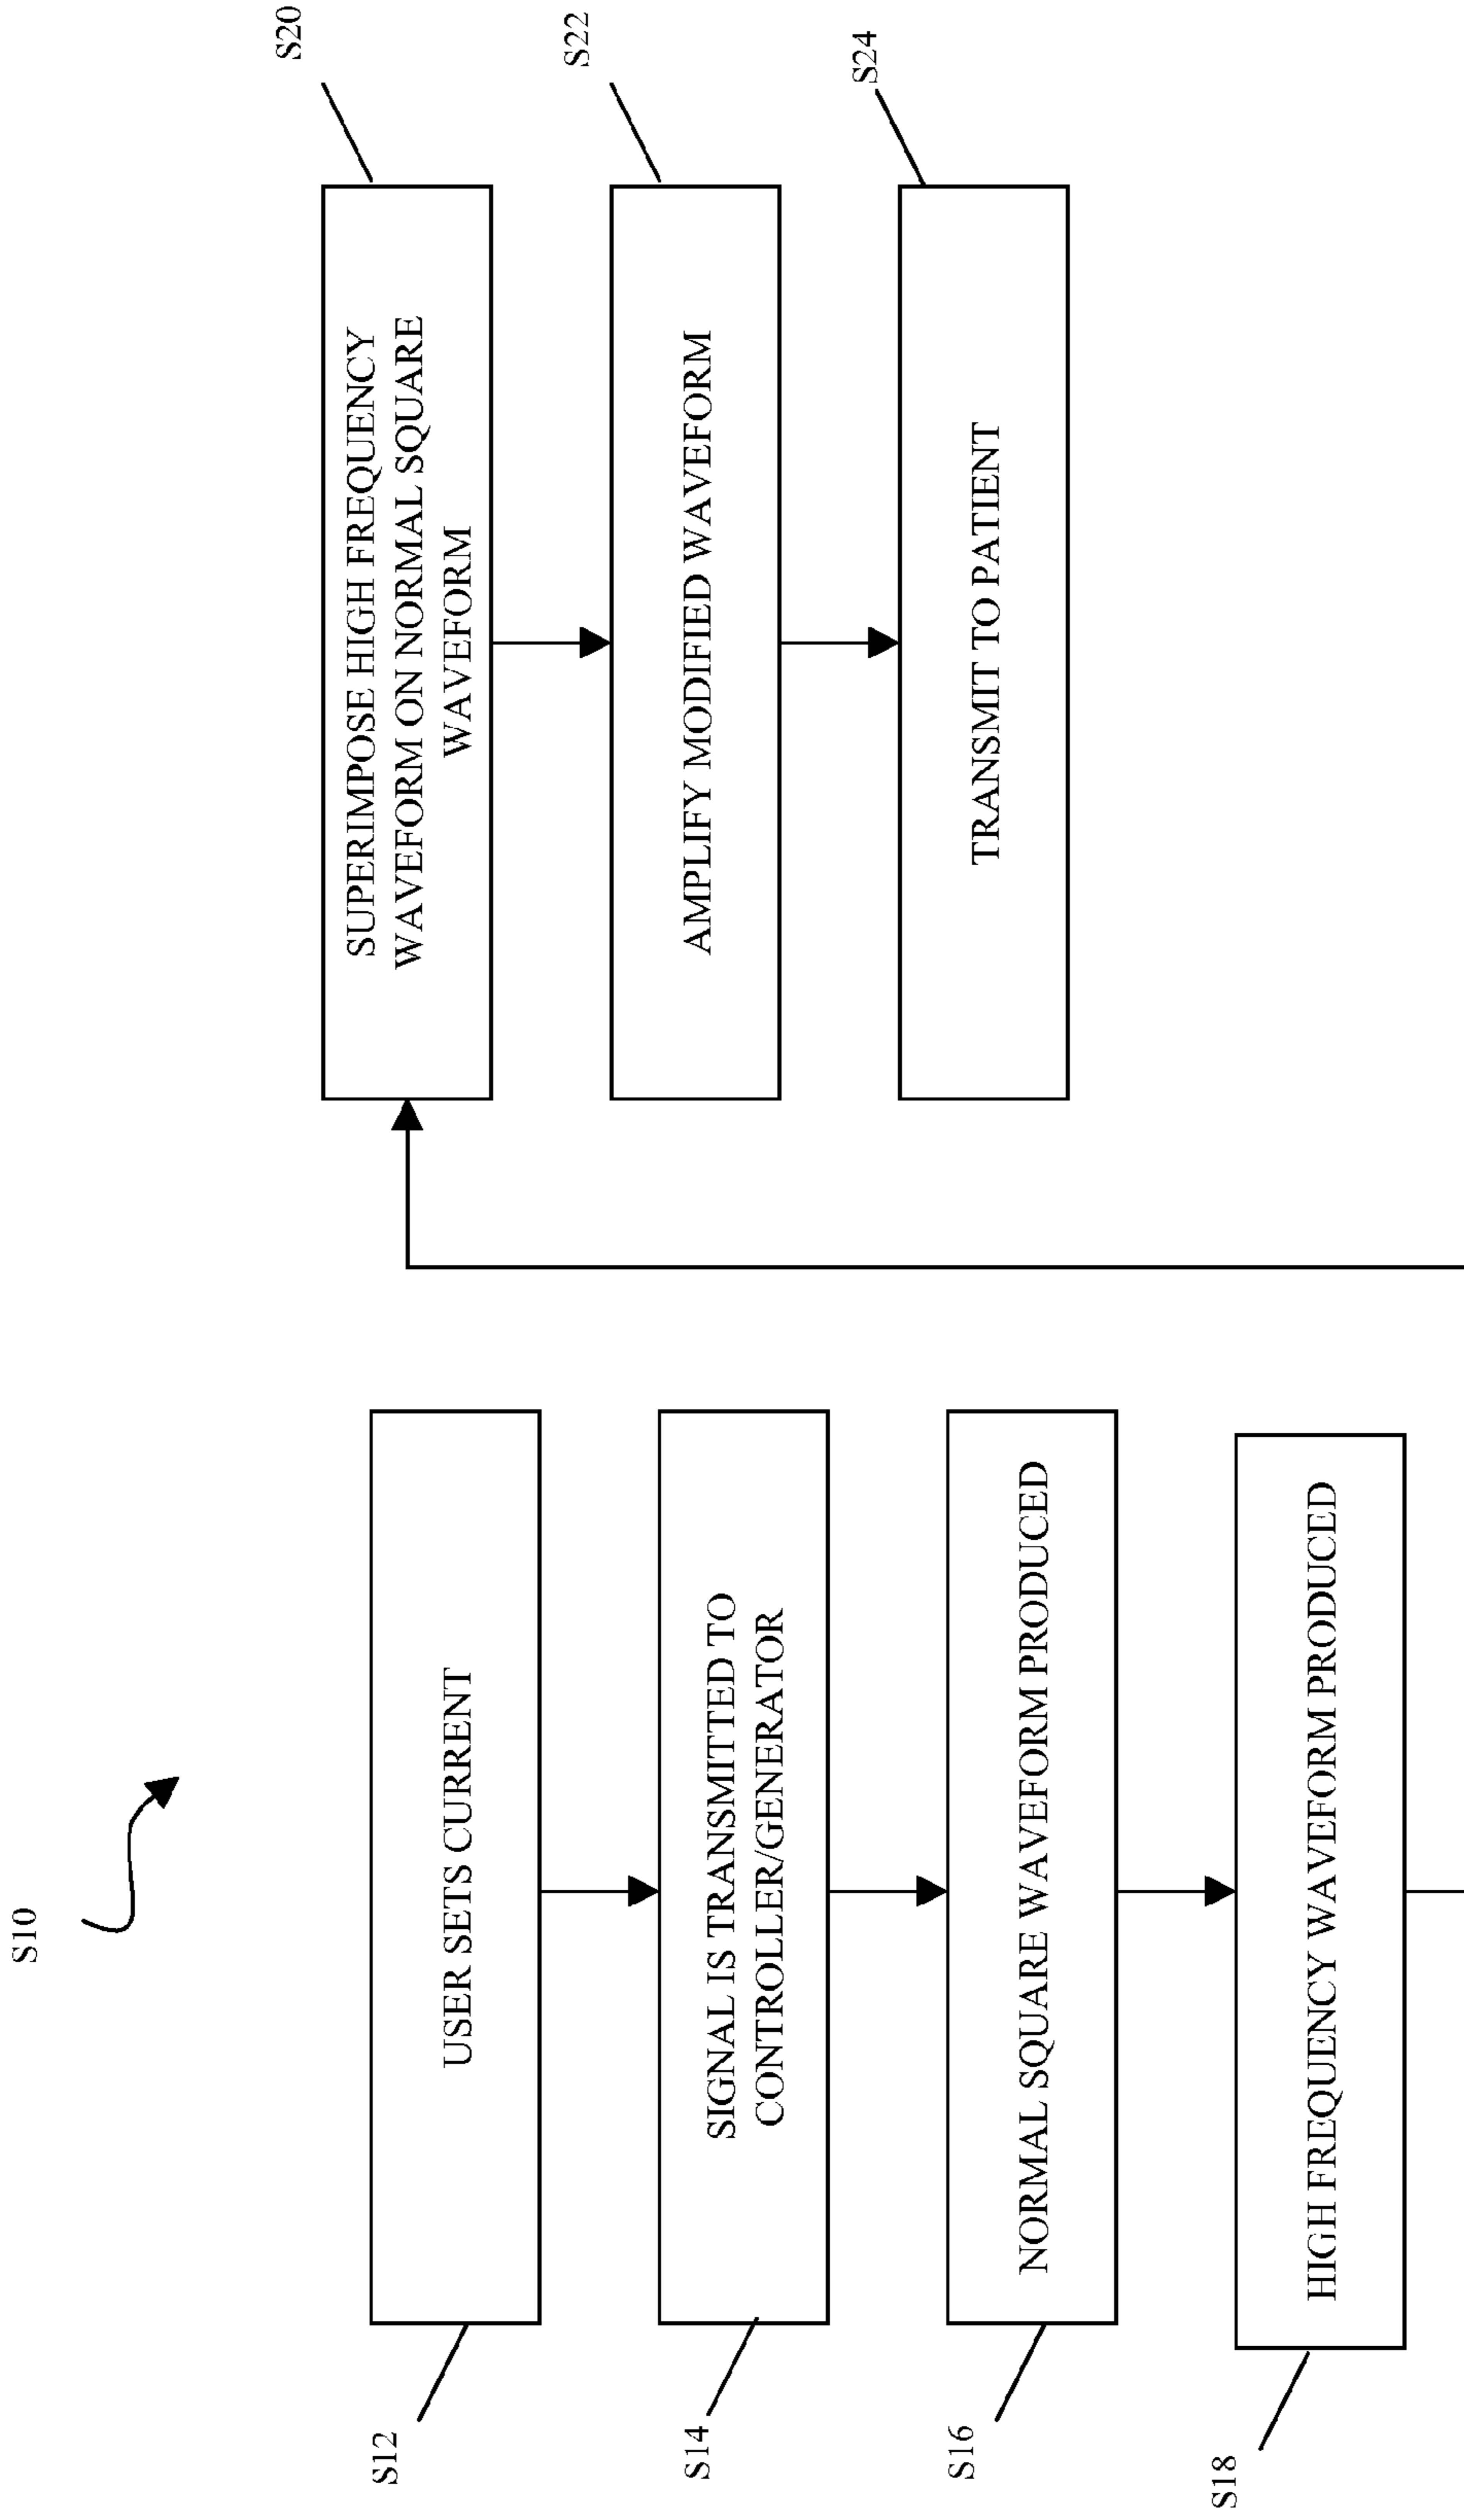 S10
S12
USER SETS CURRENT
S14
SIGNAL IS TRANSMITTED TO
CONTROLLER/GENERATOR
S16
NORMAL SQUARE WAVEFORM PRODUCED
S18
HIGH FREQUENCY WAVEFORM PRODUCED
S20
SUPERIMPOSE HIGH FREQUENCY
WAVEFORM ON NORMAL SQUARE
WAVEFORM
S22
AMPLIFY MODIFIED WAVEFORM
S24
TRANSMIT TO PATIENT